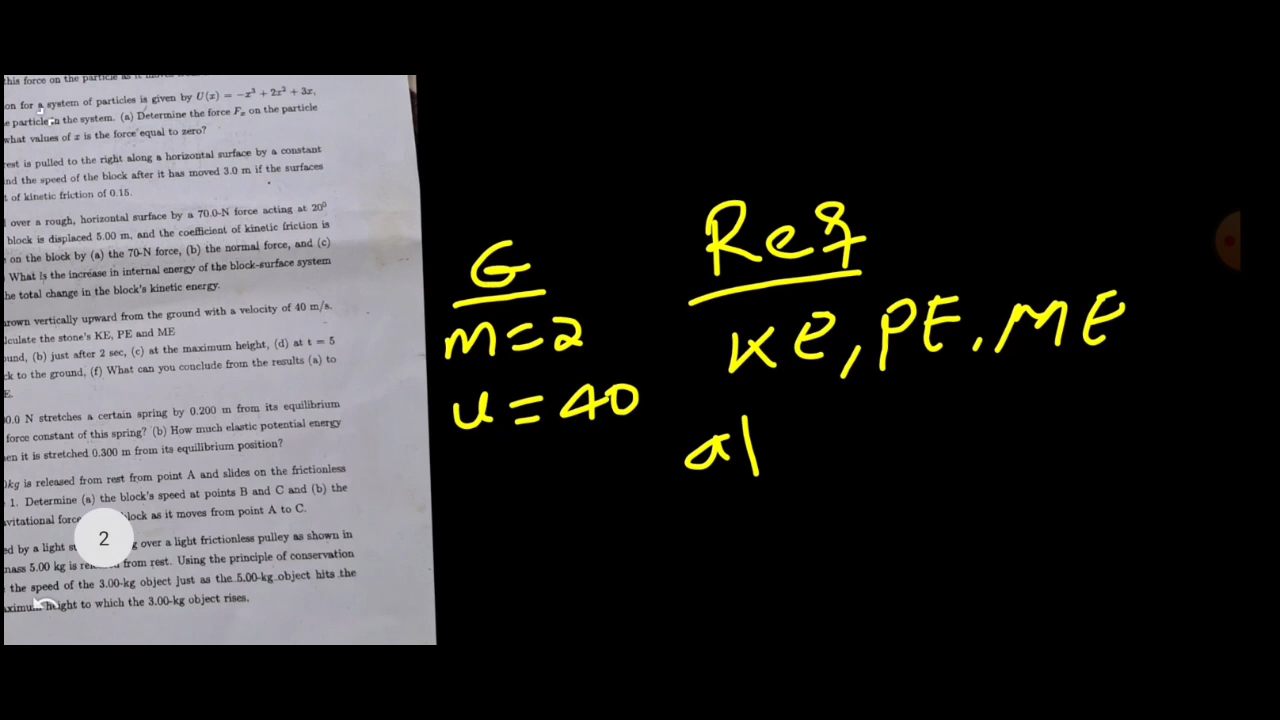 this force on the particle as it
on for a system of particles is given by U(x) = −x³ + 2x² + 3x,
e particle in the system. (a) Determine the force Fₓ on the particle
what values of x is the force equal to zero?
rest is pulled to the right along a horizontal surface by a constant
nd the speed of the block after it has moved 3.0 m if the surfaces
t of kinetic friction of 0.15.
over a rough, horizontal surface by a 70.0-N force acting at 20⁰
block is displaced 5.00 m, and the coefficient of kinetic friction is
on the block by (a) the 70-N force, (b) the normal force, and (c)
What is the increase in internal energy of the block-surface system
he total change in the block's kinetic energy.
rown vertically upward from the ground with a velocity of 40 m/s.
lculate the stone's KE, PE and ME
und, (b) just after 2 sec, (c) at the maximum height, (d) at t = 5
ck to the ground, (f) What can you conclude from the results (a) to
E.
00.0 N stretches a certain spring by 0.200 m from its equilibrium
force constant of this spring? (b) How much elastic potential energy
en it is stretched 0.300 m from its equilibrium position?
0kg is released from rest from point A and slides on the frictionless
1. Determine (a) the block's speed at points B and C and (b) the
avitational force block as it moves from point A to C.
2
ed by a light g over a light frictionless pulley as shown in
mass 5.00 kg is from rest. Using the principle of conservation
the speed of the 3.00-kg object just as the 5.00-kg object hits the
aximum height to which the 3.00-kg object rises.
G
m=2
u=40
Req
KE, PE, ME
a)